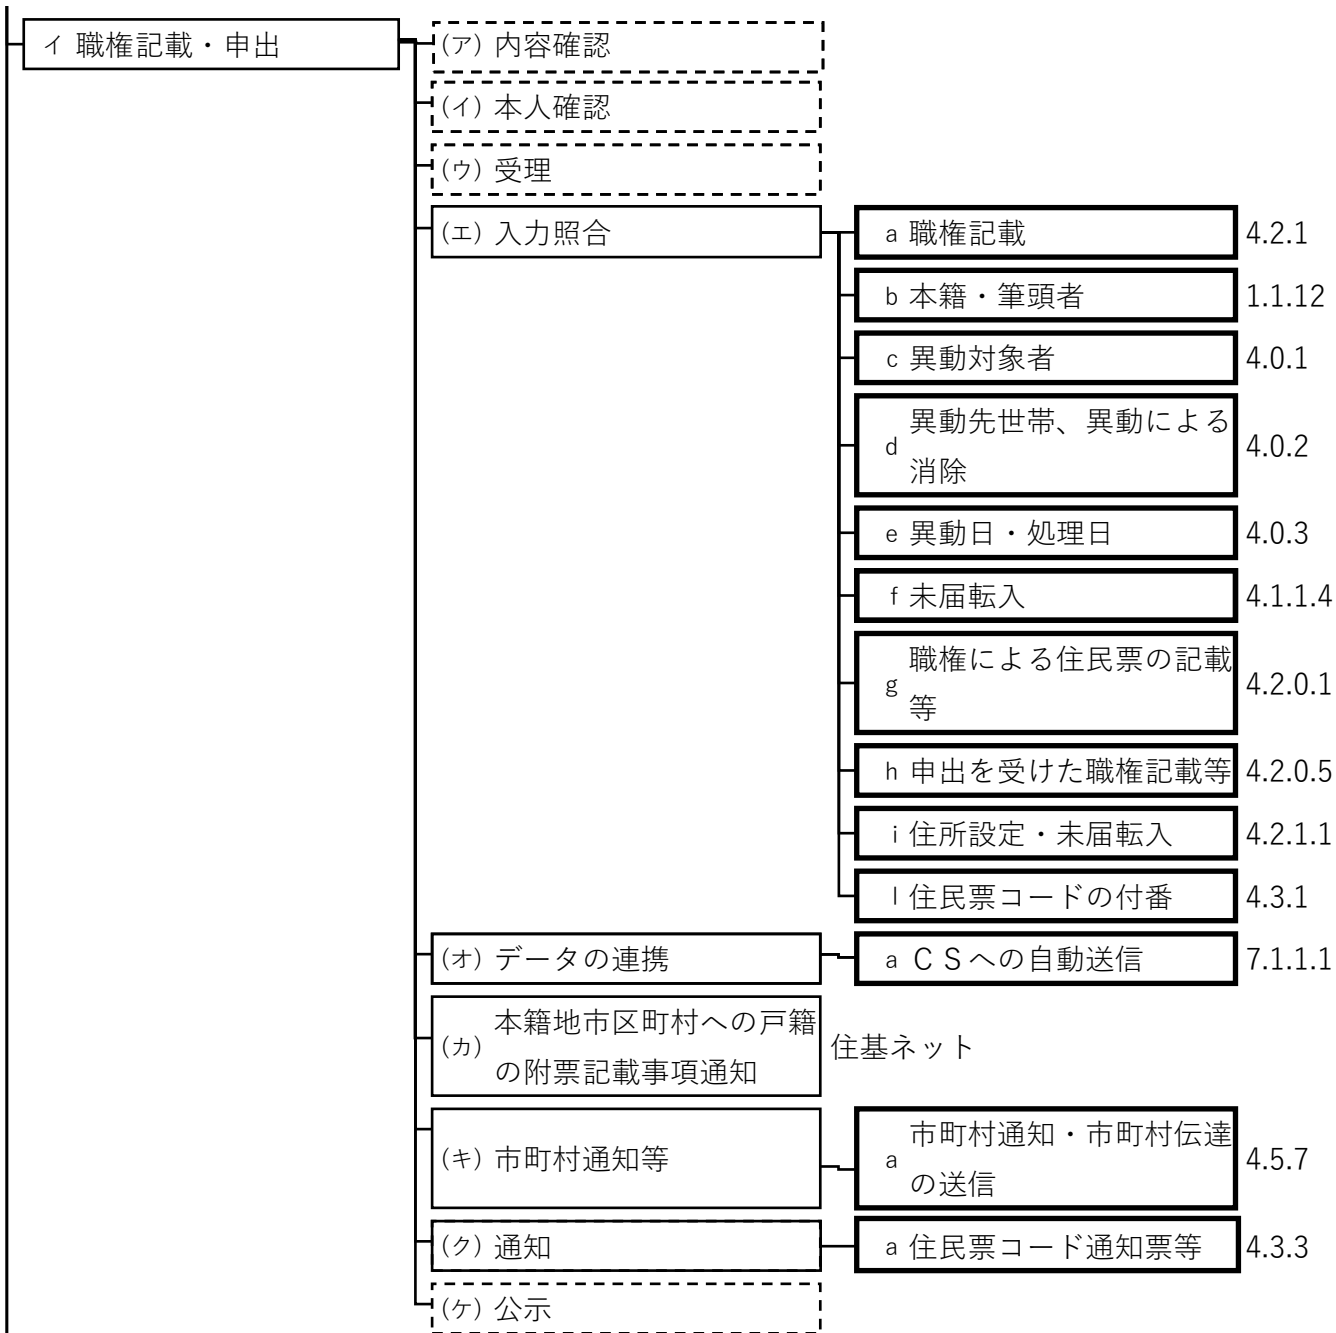 イ 職権記載・申出
(ア) 内容確認
(イ) 本人確認
(ウ) 受理
(エ) 入力照合
a 職権記載 4.2.1
b 本籍・筆頭者 1.1.12
c 異動対象者 4.0.1
d 異動先世帯、異動による
消除 4.0.2
e 異動日・処理日 4.0.3
f 未届転入 4.1.1.4
g 職権による住民票の記載
等 4.2.0.1
h 申出を受けた職権記載等 4.2.0.5
i 住所設定・未届転入 4.2.1.1
l 住民票コードの付番 4.3.1
(オ) データの連携
a ＣＳへの自動送信 7.1.1.1
(カ) 本籍地市区町村への戸籍
の附票記載事項通知
住基ネット
(キ) 市町村通知等
a 市町村通知・市町村伝達
の送信 4.5.7
(ク) 通知
a 住民票コード通知票等 4.3.3
(ケ) 公示